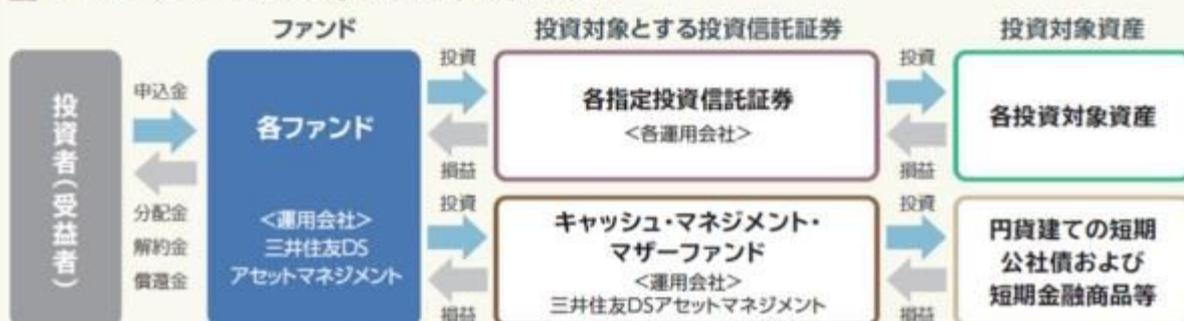 ファンド
投資対象とする投資信託証券
投資対象資産
投資者(受益者)
申込金
分配金
解約金
償還金
各ファンド
<運用会社>
三井住友DS
アセットマネジメント
投資
損益
各指定投資信託証券
<各運用会社>
投資
損益
各投資対象資産
投資
損益
キャッシュ・マネジメント・
マザーファンド
<運用会社>
三井住友DSアセットマネジメント
投資
損益
円貨建ての短期
公社債および
短期金融商品等